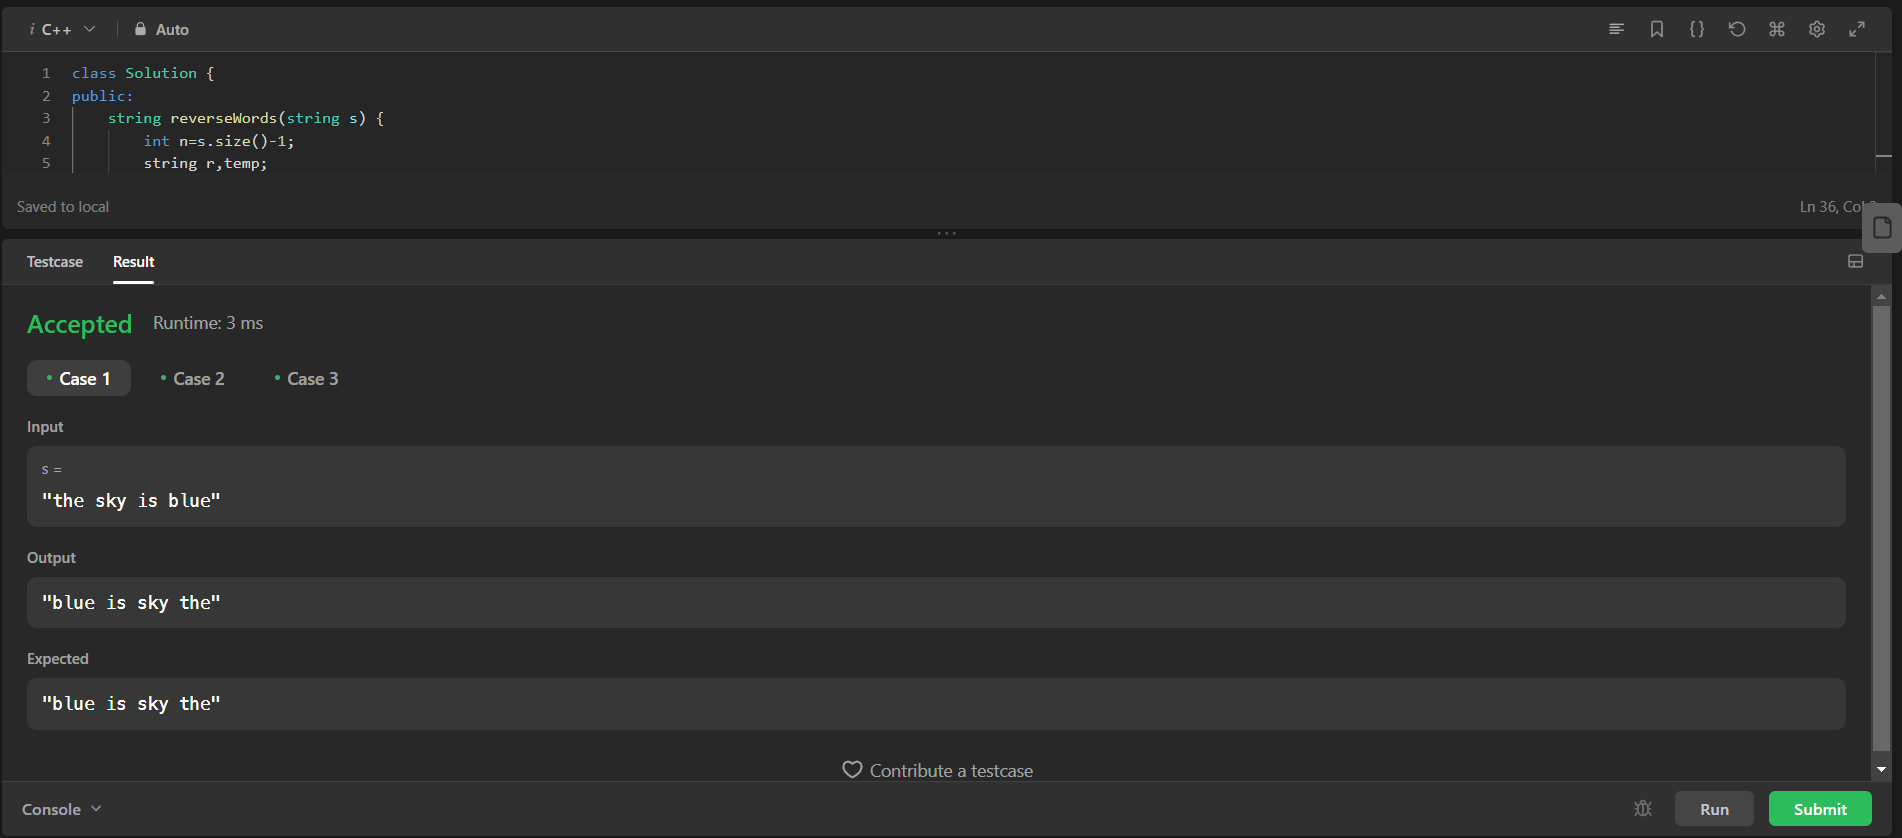 i C++ Auto
1 class Solution {
2 public:
3 string reverseWords(string s) {
4 int n=s.size()-1;
5 string r,temp;
Saved to local
Ln 36, Col
Testcase Result
Accepted Runtime: 3 ms
Case 1 Case 2 Case 3
Input
s =
"the sky is blue"
Output
"blue is sky the"
Expected
"blue is sky the"
Contribute a testcase
Console Run Submit